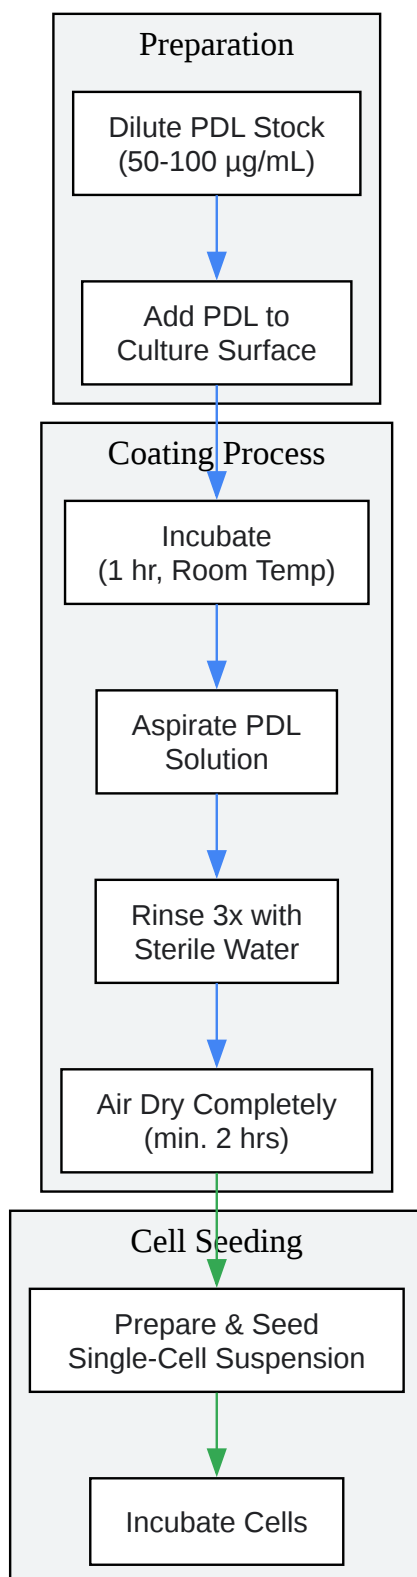 Preparation
Dilute PDL Stock
(50-100 µg/mL)
Add PDL to
Culture Surface
Coating Process
Incubate
(1 hr, Room Temp)
Aspirate PDL
Solution
Rinse 3x with
Sterile Water
Air Dry Completely
(min. 2 hrs)
Cell Seeding
Prepare & Seed
Single-Cell Suspension
Incubate Cells